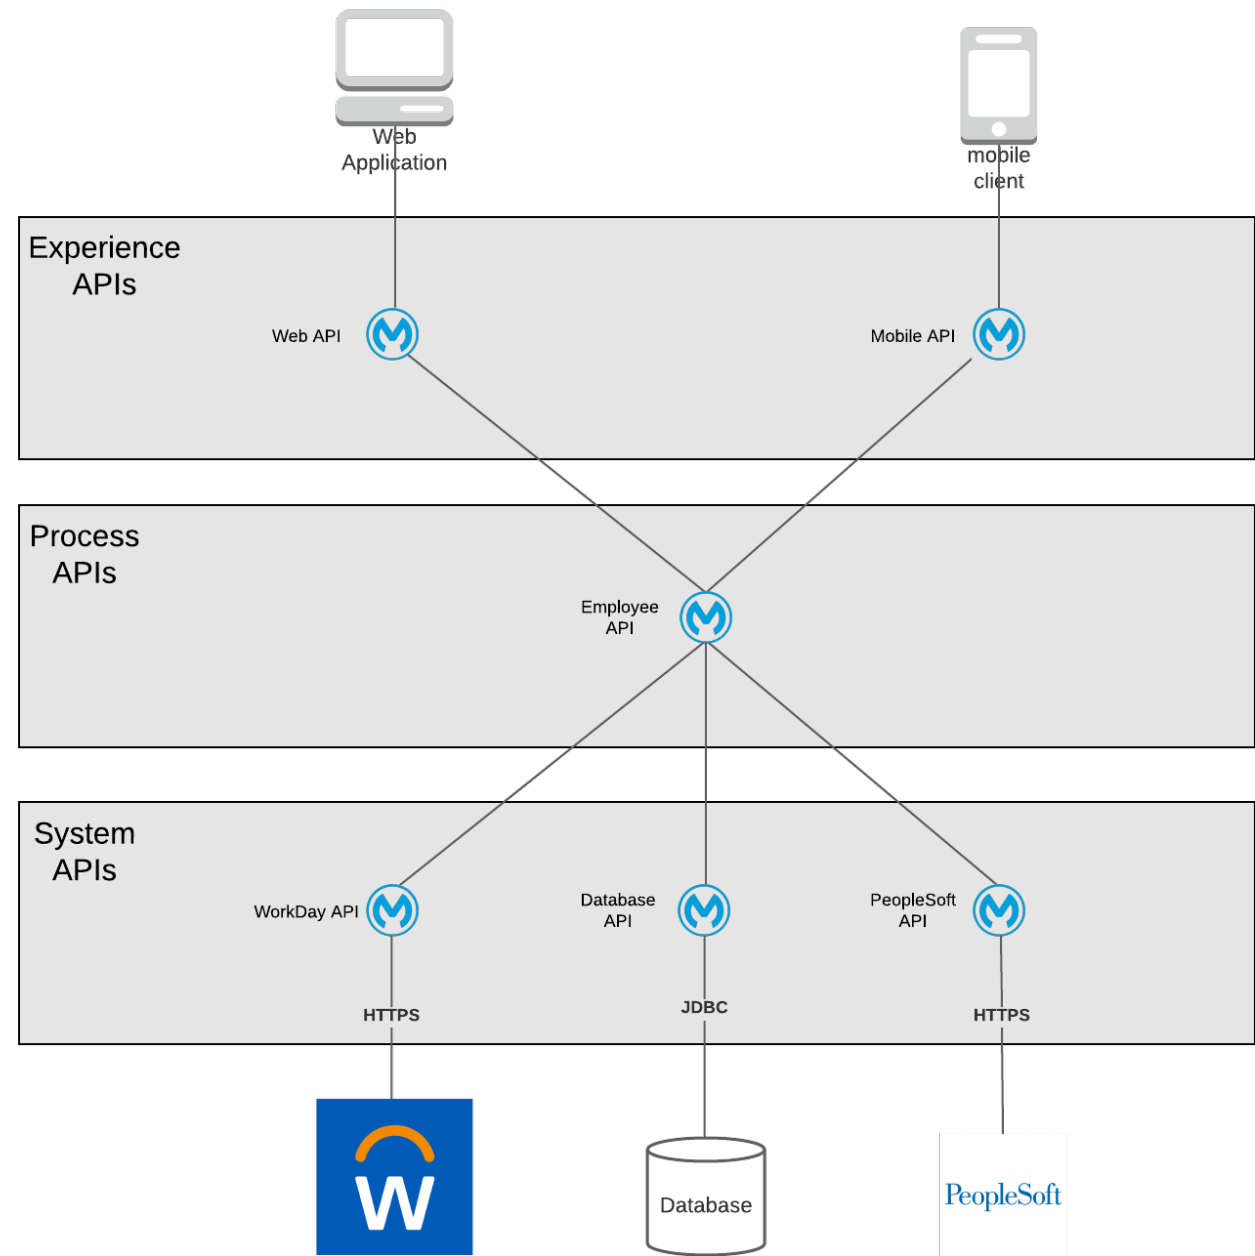 Web
Application
mobile
client
Experience
APIs
Web API
Mobile API
Process
APIs
Employee
API
System
APIs
WorkDay API
Database
API
PeopleSoft
API
HTTPS
JDBC
HTTPS
W
Database
PeopleSoft